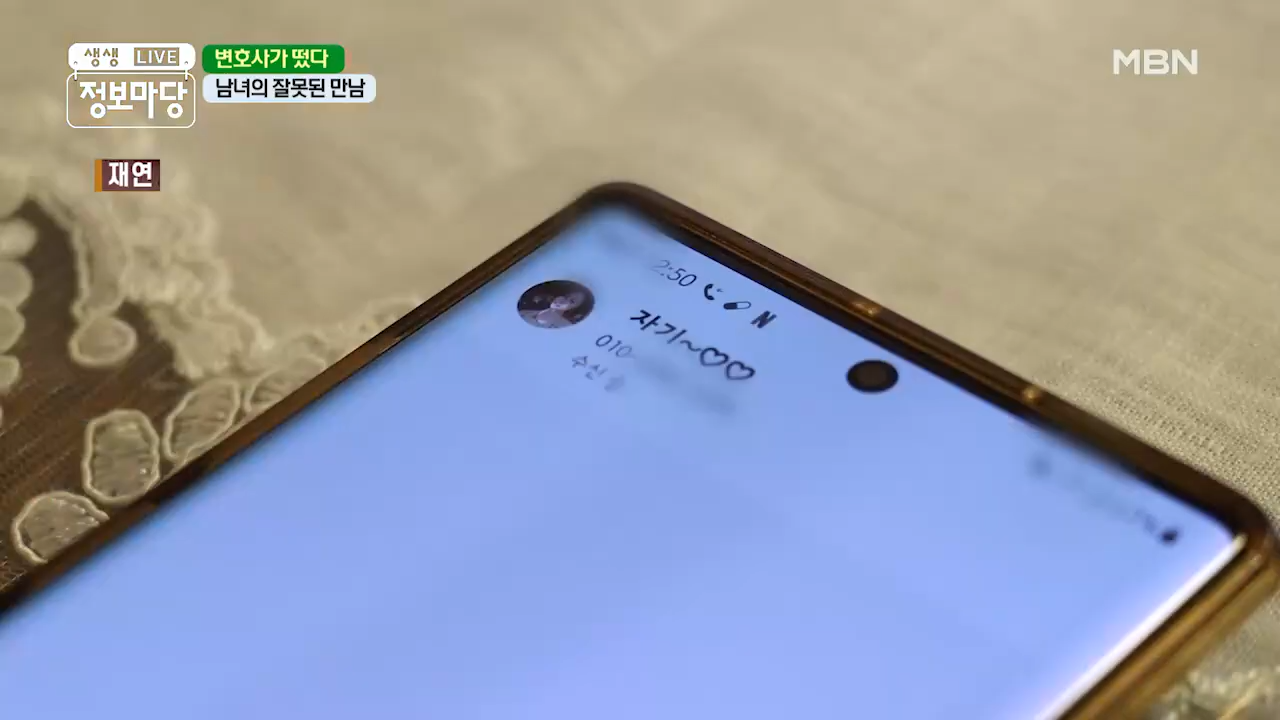 생생 LIVE
정보마당
변호사가 떴다
남녀의 잘못된 만남
MBN
재연
2:50
자기~♡♡
010-
수신